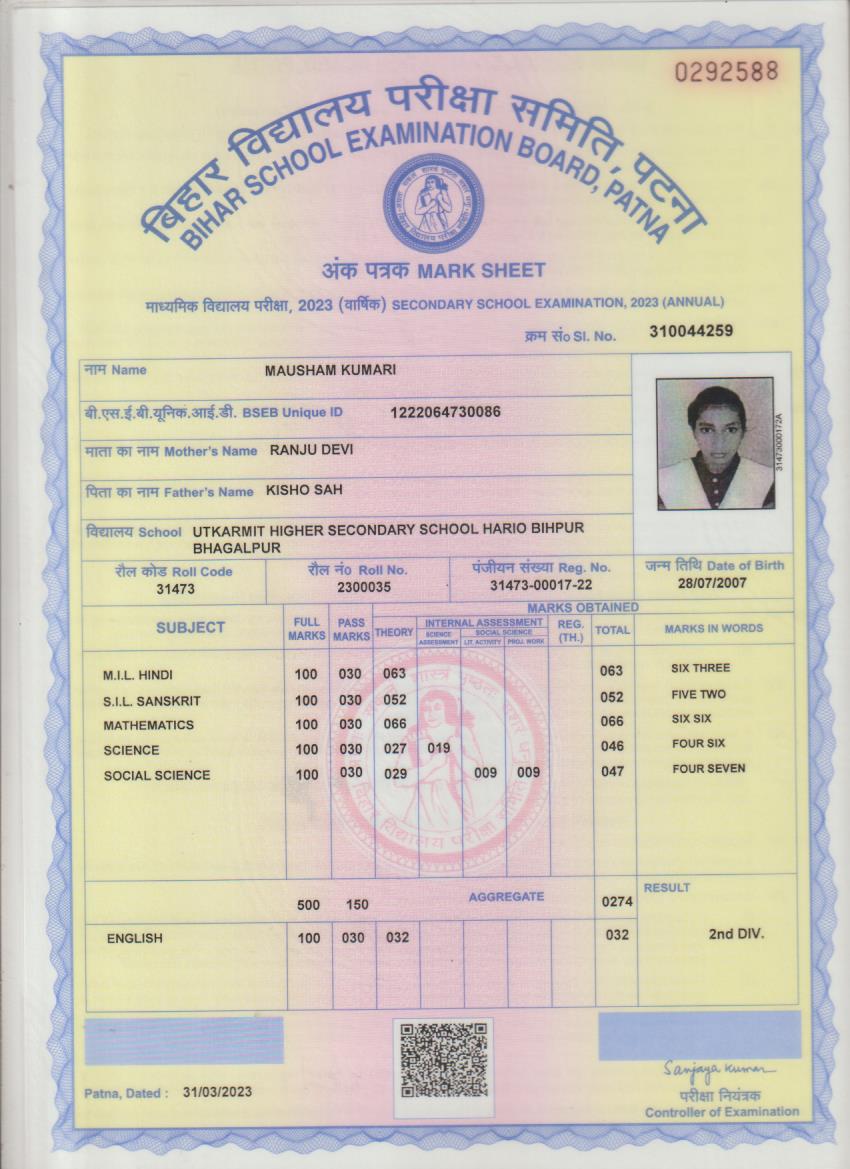 0292588
बिहार विद्यालय परीक्षा समिति, पटना
BIHAR SCHOOL EXAMINATION BOARD, PATNA
अंक पत्रक MARK SHEET
माध्यमिक विद्यालय परीक्षा, 2023 (वार्षिक) SECONDARY SCHOOL EXAMINATION, 2023 (ANNUAL)
क्रम सं० Sl. No. 310044259
नाम Name MAUSHAM KUMARI
बी.एस.ई.बी.यूनिक.आई.डी. BSEB Unique ID 1222064730086
माता का नाम Mother's Name RANJU DEVI
पिता का नाम Father's Name KISHO SAH
31473000172A
विद्यालय School UTKARMIT HIGHER SECONDARY SCHOOL HARIO BIHPUR
BHAGALPUR
रौल कोड Roll Code रौल नं० Roll No. पंजीयन संख्या Reg. No. जन्म तिथि Date of Birth
31473 2300035 31473-00017-22 28/07/2007
SUBJECT FULL MARKS PASS MARKS MARKS OBTAINED
THEORY INTERNAL ASSESSMENT REG. (TH.) TOTAL MARKS IN WORDS
SCIENCE ASSESSMENT SOCIAL SCIENCE
LIT. ACTIVITY PROJ. WORK
M.I.L. HINDI 100 030 063 063 SIX THREE
S.I.L. SANSKRIT 100 030 052 052 FIVE TWO
MATHEMATICS 100 030 066 066 SIX SIX
SCIENCE 100 030 027 019 046 FOUR SIX
SOCIAL SCIENCE 100 030 029 009 009 047 FOUR SEVEN
बिहार विद्यालय परीक्षा समिति
500 150 AGGREGATE 0274 RESULT
ENGLISH 100 030 032 032 2nd DIV.
Sanjaya Kumar
Patna, Dated : 31/03/2023
परीक्षा नियंत्रक
Controller of Examination